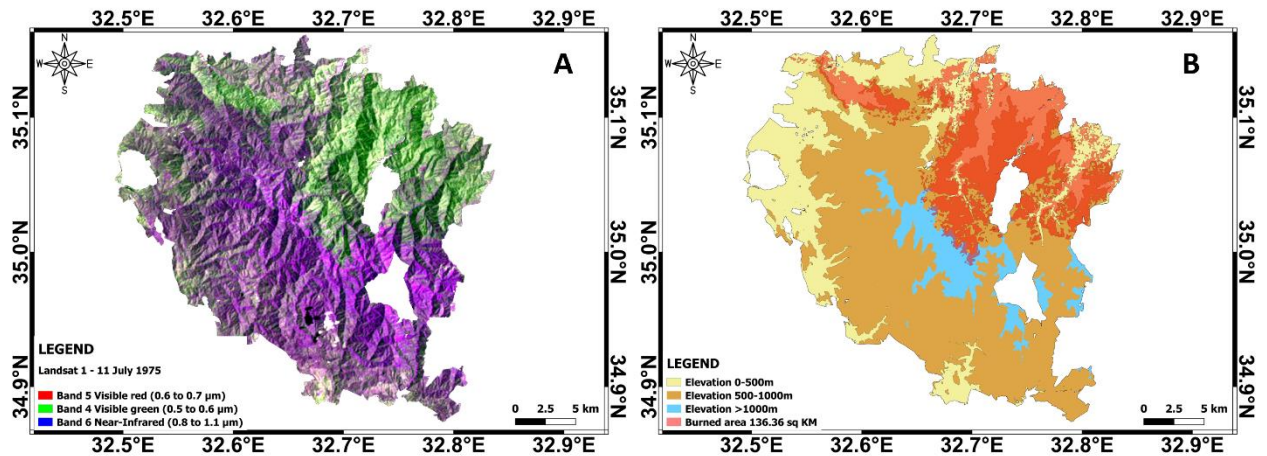 32.5°E 32.6°E 32.7°E 32.8°E 32.9°E
N
W E
S
A
35.1°N 35.1°N
35.0°N 35.0°N
34.9°N 34.9°N
LEGEND
Landsat 1 - 11 July 1975
Band 5 Visible red (0.6 to 0.7 µm)
Band 4 Visible green (0.5 to 0.6 µm)
Band 6 Near-Infrared (0.8 to 1.1 µm)
0 2.5 5 km
32.5°E 32.6°E 32.7°E 32.8°E 32.9°E
32.5°E 32.6°E 32.7°E 32.8°E 32.9°E
N
W E
S
B
35.1°N 35.1°N
35.0°N 35.0°N
34.9°N 34.9°N
LEGEND
Elevation 0-500m
Elevation 500-1000m
Elevation >1000m
Burned area 136.36 sq KM
0 2.5 5 km
32.5°E 32.6°E 32.7°E 32.8°E 32.9°E